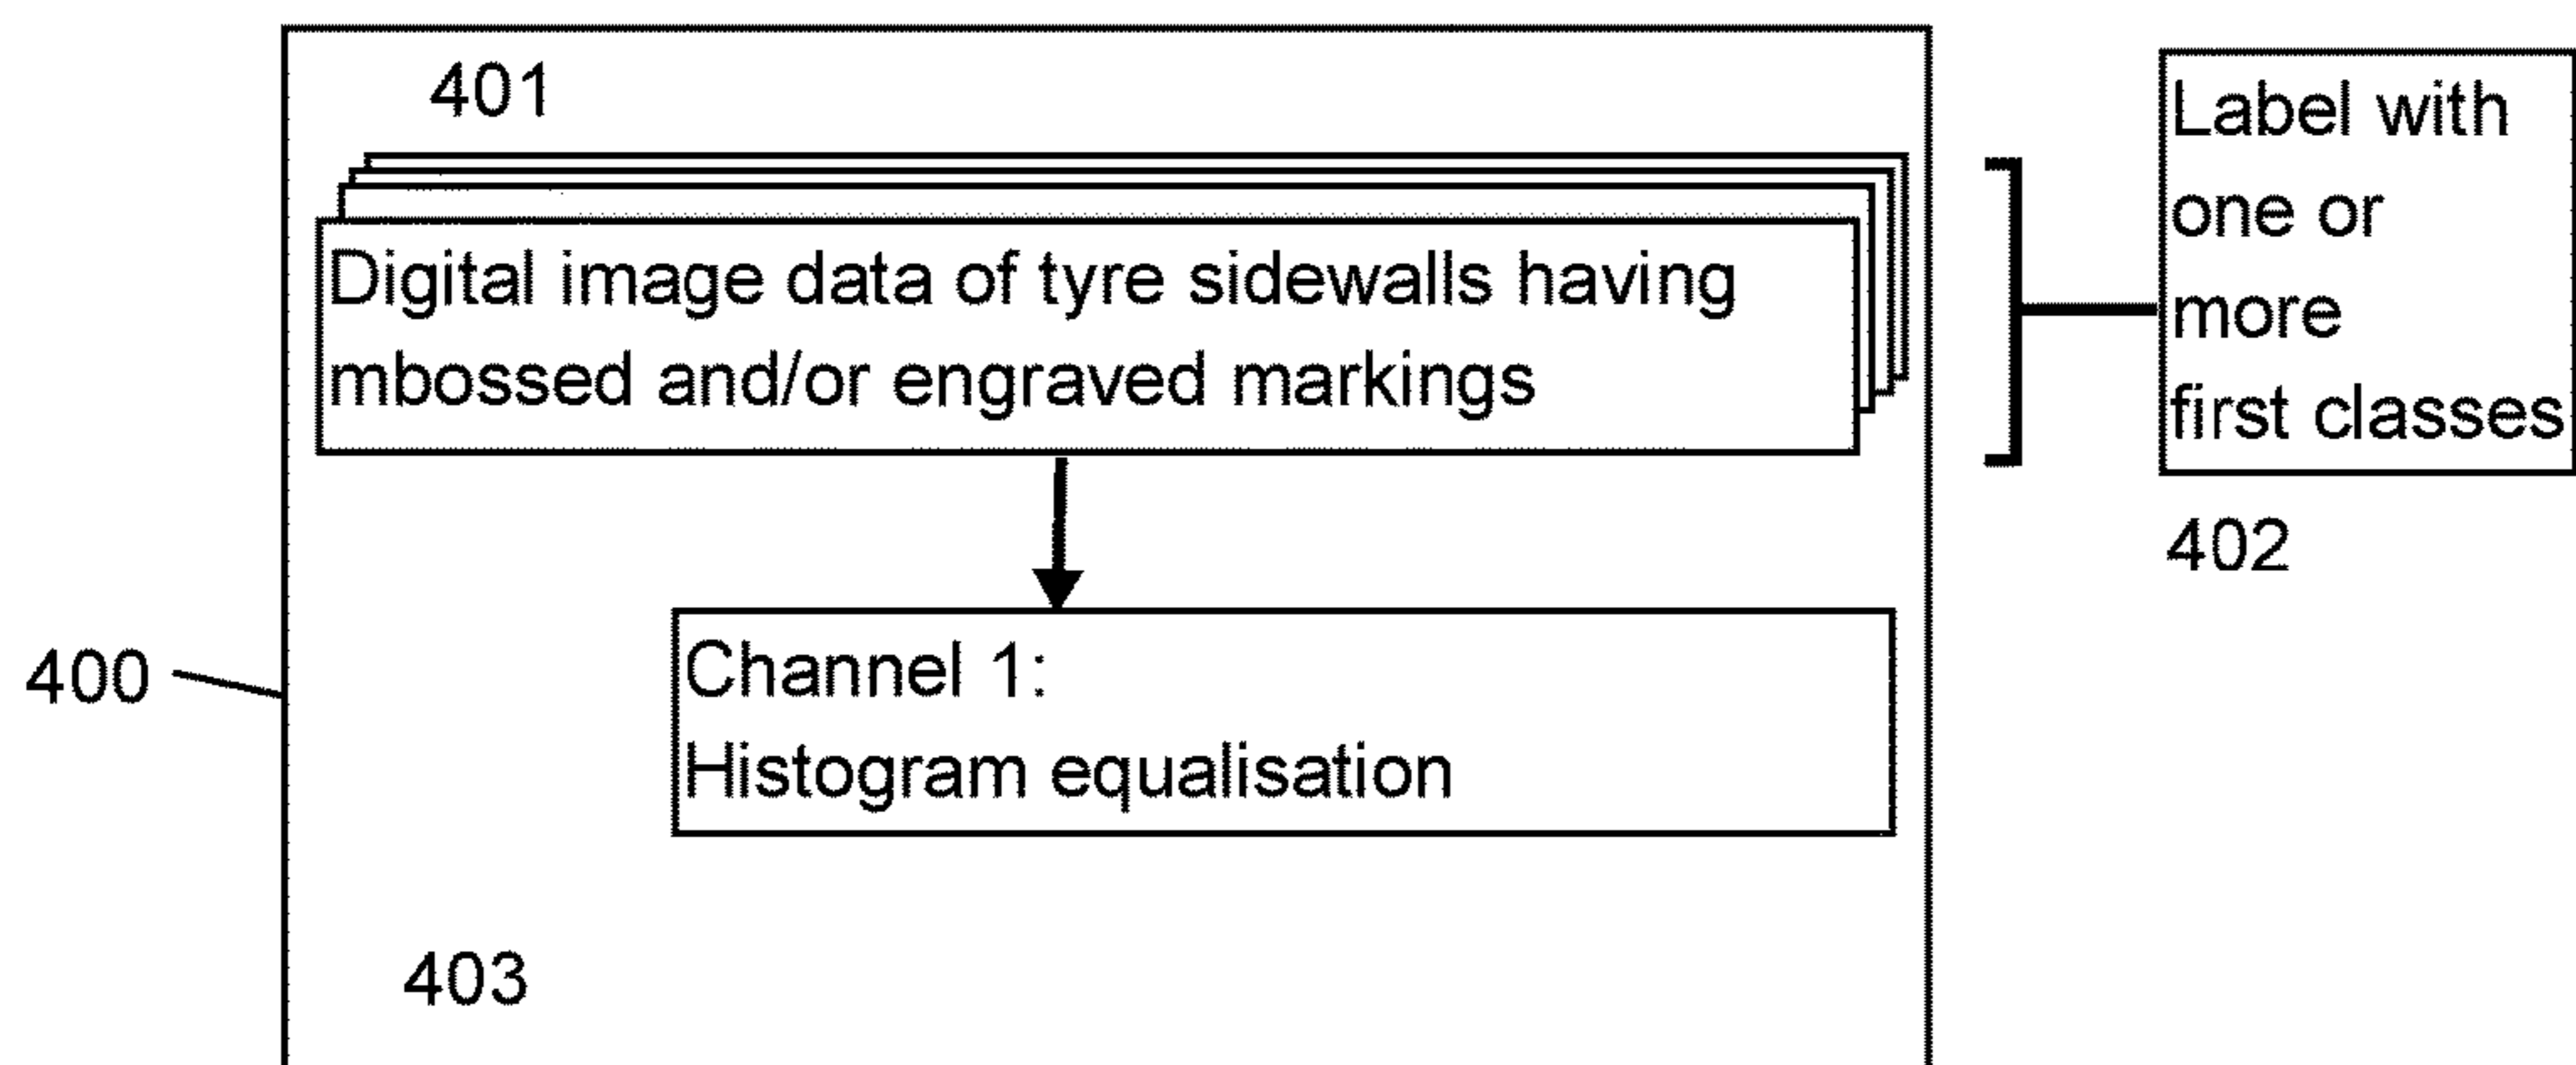 401
Digital image data of tyre sidewalls having
mbossed and/or engraved markings
Label with
one or
more
first classes
402
400
Channel 1:
Histogram equalisation
403